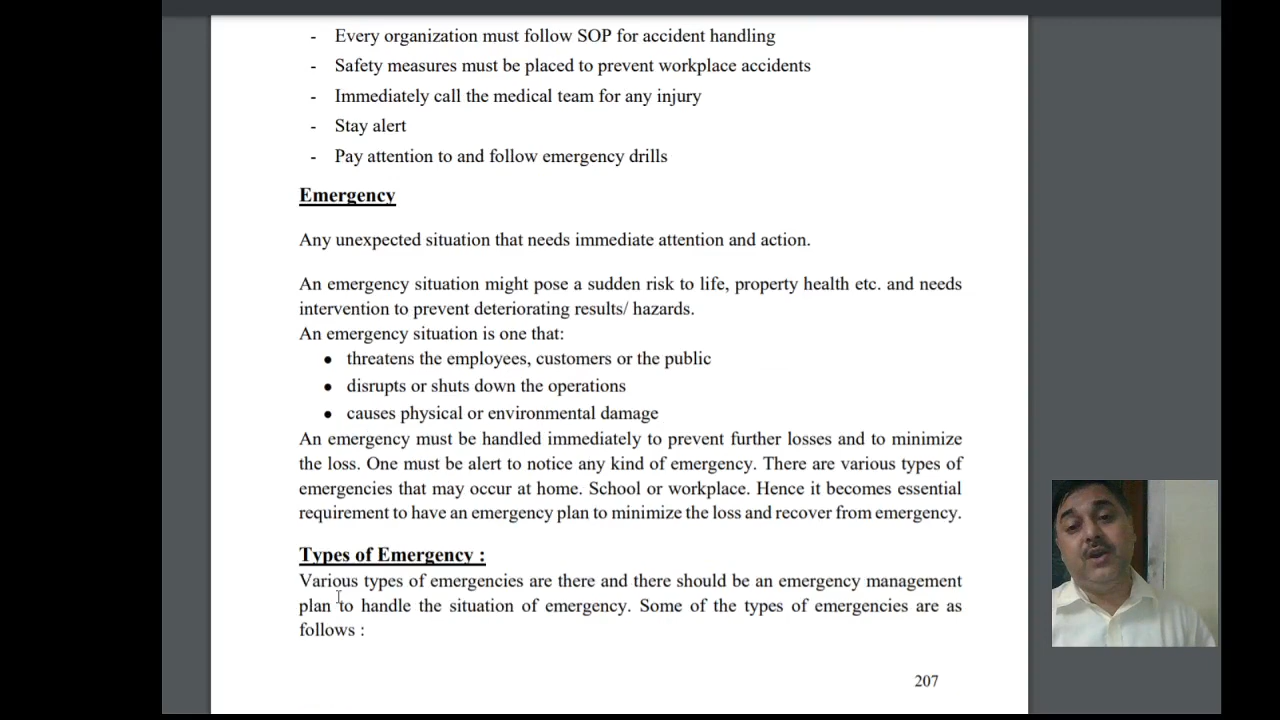 - Every organization must follow SOP for accident handling
- Safety measures must be placed to prevent workplace accidents
- Immediately call the medical team for any injury
- Stay alert
- Pay attention to and follow emergency drills
Emergency
Any unexpected situation that needs immediate attention and action.
An emergency situation might pose a sudden risk to life, property health etc. and needs
intervention to prevent deteriorating results/ hazards.
An emergency situation is one that:
● threatens the employees, customers or the public
● disrupts or shuts down the operations
● causes physical or environmental damage
An emergency must be handled immediately to prevent further losses and to minimize
the loss. One must be alert to notice any kind of emergency. There are various types of
emergencies that may occur at home. School or workplace. Hence it becomes essential
requirement to have an emergency plan to minimize the loss and recover from emergency.
Types of Emergency :
Various types of emergencies are there and there should be an emergency management
plan to handle the situation of emergency. Some of the types of emergencies are as
follows :
207